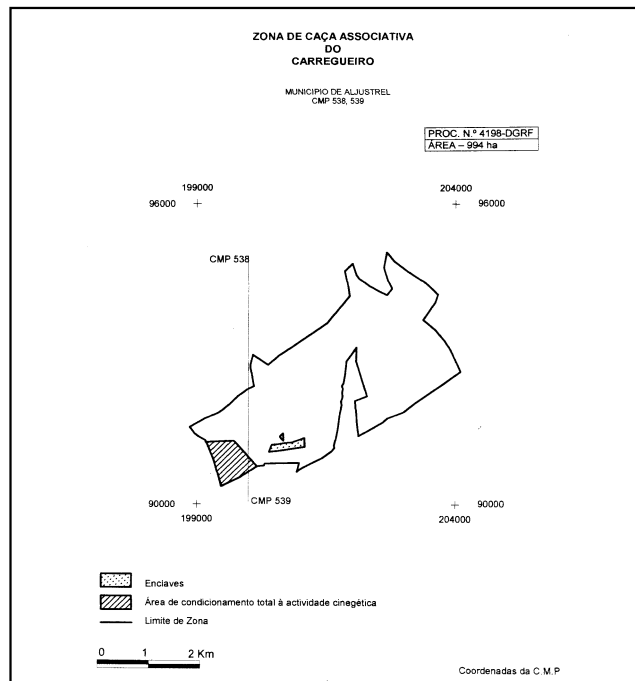 ZONA DE CAÇA ASSOCIATIVA
DO
CARREGUEIRO
MUNICIPIO DE ALJUSTREL
CMP 538, 539
PROC. N.º 4198-DGRF
ÁREA – 994 ha
199000
204000
96000
96000
CMP 538
90000
CMP 539
90000
199000
204000
Enclaves
Área de condicionamento total à actividade cinegética
Limite de Zona
0 1 2 Km
Coordenadas da C.M.P